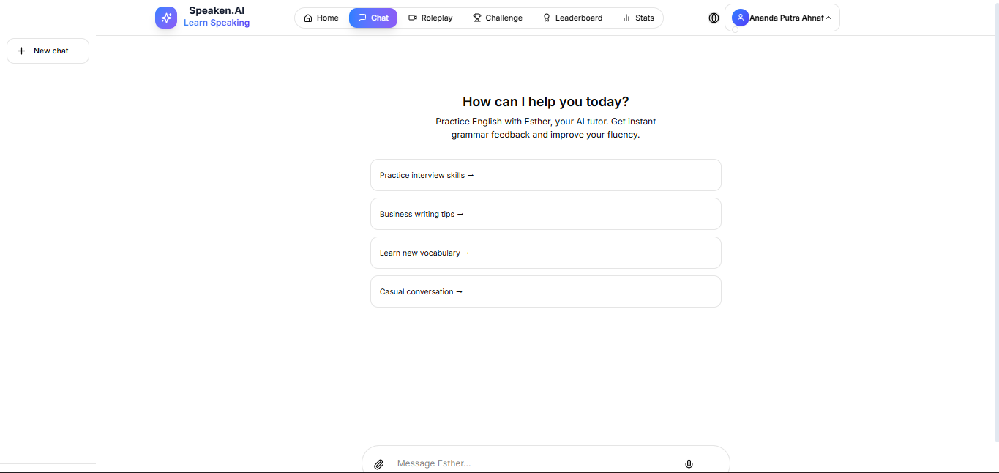 Speaken.AI
Learn Speaking
Home
Chat
Roleplay
Challenge
Leaderboard
Stats
Ananda Putra Ahnaf
New chat
How can I help you today?
Practice English with Esther, your AI tutor. Get instant
grammar feedback and improve your fluency.
Practice interview skills →
Business writing tips →
Learn new vocabulary →
Casual conversation →
Message Esther...